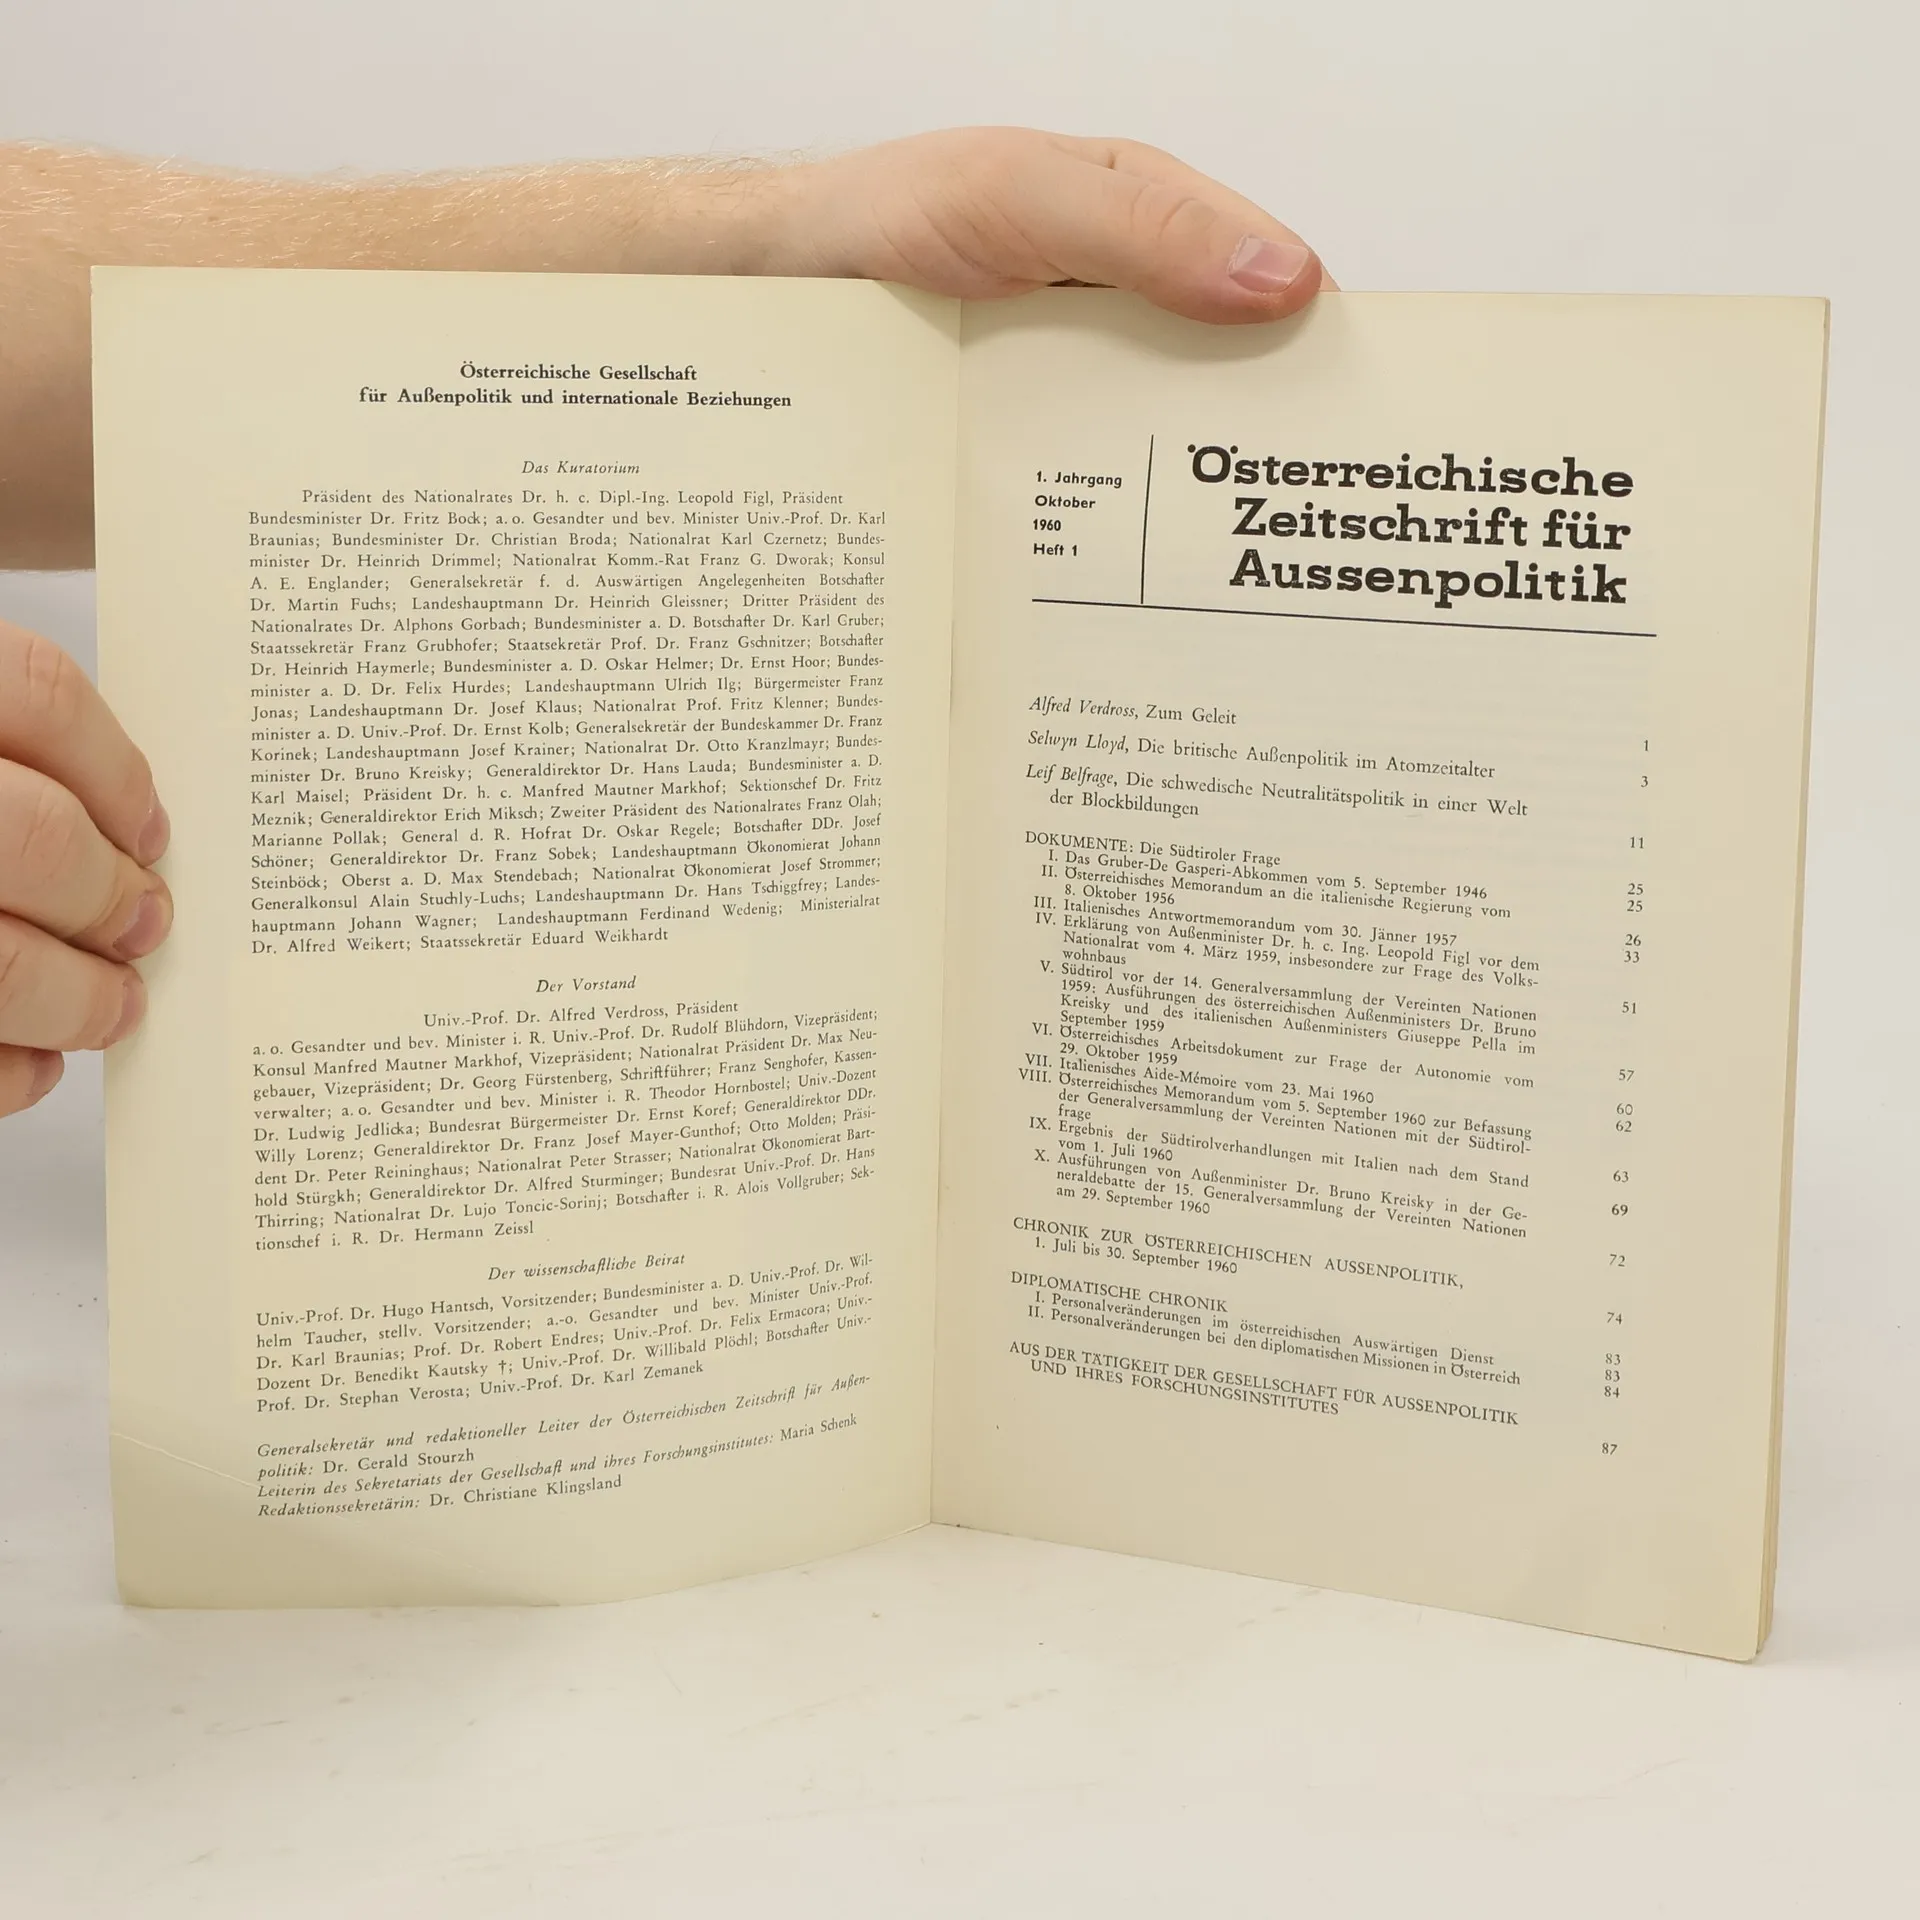 Österreichische Gesellschaft
für Außenpolitik und internationale Beziehungen
Das Kuratorium
Präsident des Nationalrates Dr. h. c. Dipl.-Ing. Leopold Figl, Präsident
Bundesminister Dr. Fritz Bock; a. o. Gesandter und bev. Minister Univ.-Prof. Dr. Karl
Braunias; Bundesminister Dr. Christian Broda; Nationalrat Karl Czernetz; Bundes-
minister Dr. Heinrich Drimmel; Nationalrat Komm.-Rat Franz G. Dworak; Konsul
A. E. Englander; Generalsekretär f. d. Auswärtigen Angelegenheiten Botschafter
Dr. Martin Fuchs; Landeshauptmann Dr. Heinrich Gleissner; Dritter Präsident des
Nationalrates Dr. Alphons Gorbach; Bundesminister a. D. Botschafter Dr. Karl Gruber;
Staatssekretär Franz Grubhofer; Staatsekretär Prof. Dr. Franz Gschnitzer; Botschafter
Dr. Heinrich Haymerle; Bundesminister a. D. Oskar Helmer; Dr. Ernst Hoor; Bundes-
minister a. D. Dr. Felix Hurdes; Landeshauptmann Ulrich Ilg; Bürgermeister Franz
Jonas; Landeshauptmann Dr. Josef Klaus; Nationalrat Prof. Fritz Klenner; Bundes-
minister a. D. Univ.-Prof. Dr. Ernst Kolb; Generalsekretär der Bundeskammer Dr. Franz
Korinek; Landeshauptmann Josef Krainer; Nationalrat Dr. Otto Kranzlmayr; Bundes-
minister Dr. Bruno Kreisky; Generaldirektor Dr. Hans Lauda; Bundesminister a. D.
Karl Maisel; Präsident Dr. h. c. Manfred Mautner Markhof; Sektionschef Dr. Fritz
Meznik; Generaldirektor Erich Miksch; Zweiter Präsident des Nationalrates Franz Olah;
Marianne Pollak; General d. R. Hofrat Dr. Oskar Regele; Botschafter DDr. Josef
Schöner; Generaldirektor Dr. Franz Sobek; Landeshauptmann Ökonomierat Johann
Steinböck; Oberst a. D. Max Stendebach; Nationalrat Ökonomierat Josef Strommer;
Generalkonsul Alain Stuchly-Luchs; Landeshauptmann Dr. Hans Tschiggfrey; Landes-
hauptmann Johann Wagner; Landeshauptmann Ferdinand Wedenig; Ministerialrat
Dr. Alfred Weikert; Staatssekretär Eduard Weikhardt
Der Vorstand
Univ.-Prof. Dr. Alfred Verdross, Präsident
a. o. Gesandter und bev. Minister i. R. Univ.-Prof. Dr. Rudolf Blühdorn, Vizepräsident;
Konsul Manfred Mautner Markhof, Vizepräsident; Nationalrat Präsident Dr. Max Neu-
gebauer, Vizepräsident; Dr. Georg Fürstenberg, Schriftführer; Franz Senghofer, Kassen-
verwalter; a. o. Gesandter und bev. Minister i. R. Theodor Hornbostel; Univ.-Dozent
Dr. Ludwig Jedlicka; Bundesrat Bürgermeister Dr. Ernst Koref; Generaldirektor DDr.
Willy Lorenz; Generaldirektor Dr. Franz Josef Mayer-Gunthof; Otto Molden; Präsi-
dent Dr. Peter Reininghaus; Nationalrat Peter Strasser; Nationalrat Ökonomierat Bart-
hold Stürgkh; Generaldirektor Dr. Alfred Sturminger; Bundesrat Univ.-Prof. Dr. Hans
Thirring; Nationalrat Dr. Lujo Toncic-Sorinj; Botschafter i. R. Alois Vollgruber; Sek-
tionschef i. R. Dr. Hermann Zeissl
Der wissenschaftliche Beirat
Univ.-Prof. Dr. Hugo Hantsch, Vorsitzender; Bundesminister a. D. Univ.-Prof. Dr. Wil-
helm Taucher, stellv. Vorsitzender; a.-o. Gesandter und bev. Minister Univ.-Prof.
Dr. Karl Braunias; Prof. Dr. Robert Endres; Univ.-Prof. Dr. Felix Ermacora; Univ.-
Dozent Dr. Benedikt Kautsky †; Univ.-Prof. Dr. Willibald Plöchl; Botschafter Univ.-
Prof. Dr. Stephan Verosta; Univ.-Prof. Dr. Karl Zemanek
Generalsekretär und redaktioneller Leiter der Österreichischen Zeitschrift für Außen-
politik: Dr. Gerald Stourzh
Leiterin des Sekretariats der Gesellschaft und ihres Forschungsinstitutes: Maria Schenk
Redaktionssekretärin: Dr. Christiane Klingsland
1. Jahrgang
Oktober
1960
Heft 1
Österreichische
Zeitschrift für
Aussenpolitik
Alfred Verdross, Zum Geleit 1
Selwyn Lloyd, Die britische Außenpolitik im Atomzeitalter 3
Leif Belfrage, Die schwedische Neutralitätspolitik in einer Welt
der Blockbildungen 11
DOKUMENTE: Die Südtiroler Frage 25
I. Das Gruber-De Gasperi-Abkommen vom 5. September 1946 25
II. Österreichisches Memorandum an die italienische Regierung vom
8. Oktober 1956 26
III. Italienisches Antwortmemorandum vom 30. Jänner 1957 33
IV. Erklärung von Außenminister Dr. h. c. Ing. Leopold Figl vor dem
Nationalrat vom 4. März 1959, insbesondere zur Frage des Volks-
wohnbaus 51
V. Südtirol vor der 14. Generalversammlung der Vereinten Nationen
1959: Ausführungen des österreichischen Außenministers Dr. Bruno
Kreisky und des italienischen Außenministers Giuseppe Pella im
September 1959 57
VI. Österreichisches Arbeitsdokument zur Frage der Autonomie vom
29. Oktober 1959 60
VII. Italienisches Aide-Mémoire vom 23. Mai 1960 62
VIII. Österreichisches Memorandum vom 5. September 1960 zur Befassung
der Generalversammlung der Vereinten Nationen mit der Südtirol-
frage 63
IX. Ergebnis der Südtirolverhandlungen mit Italien nach dem Stand
vom 1. Juli 1960 69
X. Ausführungen von Außenminister Dr. Bruno Kreisky in der Ge-
neraldebatte der 15. Generalversammlung der Vereinten Nationen
am 29. September 1960 72
CHRONIK ZUR ÖSTERREICHISCHEN AUSSENPOLITIK,
1. Juli bis 30. September 1960 74
DIPLOMATISCHE CHRONIK 83
I. Personalveränderungen im österreichischen Auswärtigen Dienst 83
II. Personalveränderungen bei den diplomatischen Missionen in Österreich 84
AUS DER TÄTIGKEIT DER GESELLSCHAFT FÜR AUSSENPOLITIK
UND IHRES FORSCHUNGSINSTITUTES 87